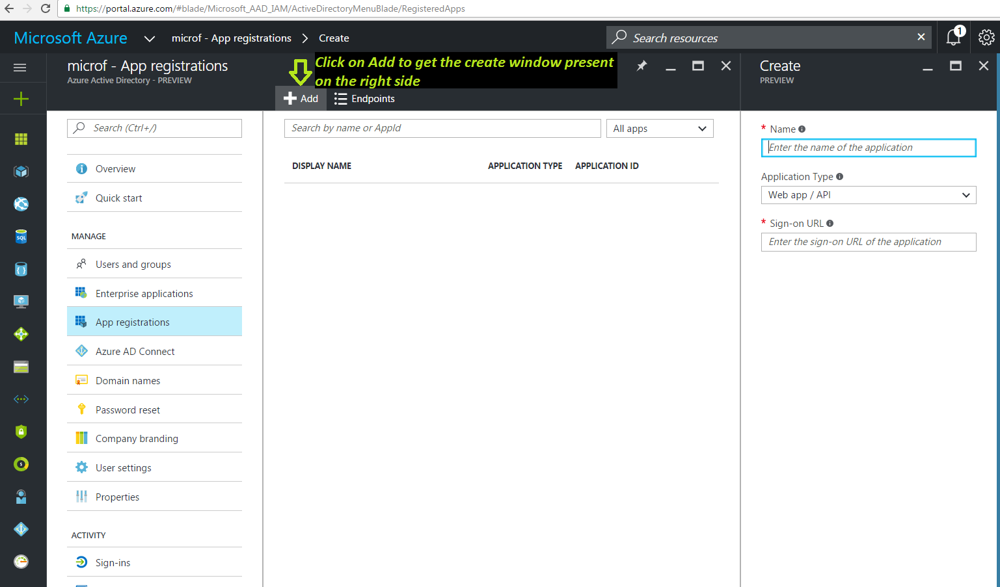 https://portal.azure.com/#blade/Microsoft_AAD_IAM/ActiveDirectoryMenuBlade/RegisteredApps
Microsoft Azure
microf - App registrations > Create
Search resources
1
microf - App registrations
Azure Active Directory - PREVIEW
Click on Add to get the create window present
on the right side
Add
Endpoints
Search (Ctrl+/)
Overview
Quick start
MANAGE
Users and groups
Enterprise applications
App registrations
Azure AD Connect
Domain names
Password reset
Company branding
User settings
Properties
ACTIVITY
Sign-ins
Search by name or AppId
All apps
DISPLAY NAME
APPLICATION TYPE
APPLICATION ID
Create
PREVIEW
* Name
Enter the name of the application
Application Type
Web app / API
* Sign-on URL
Enter the sign-on URL of the application
SQL